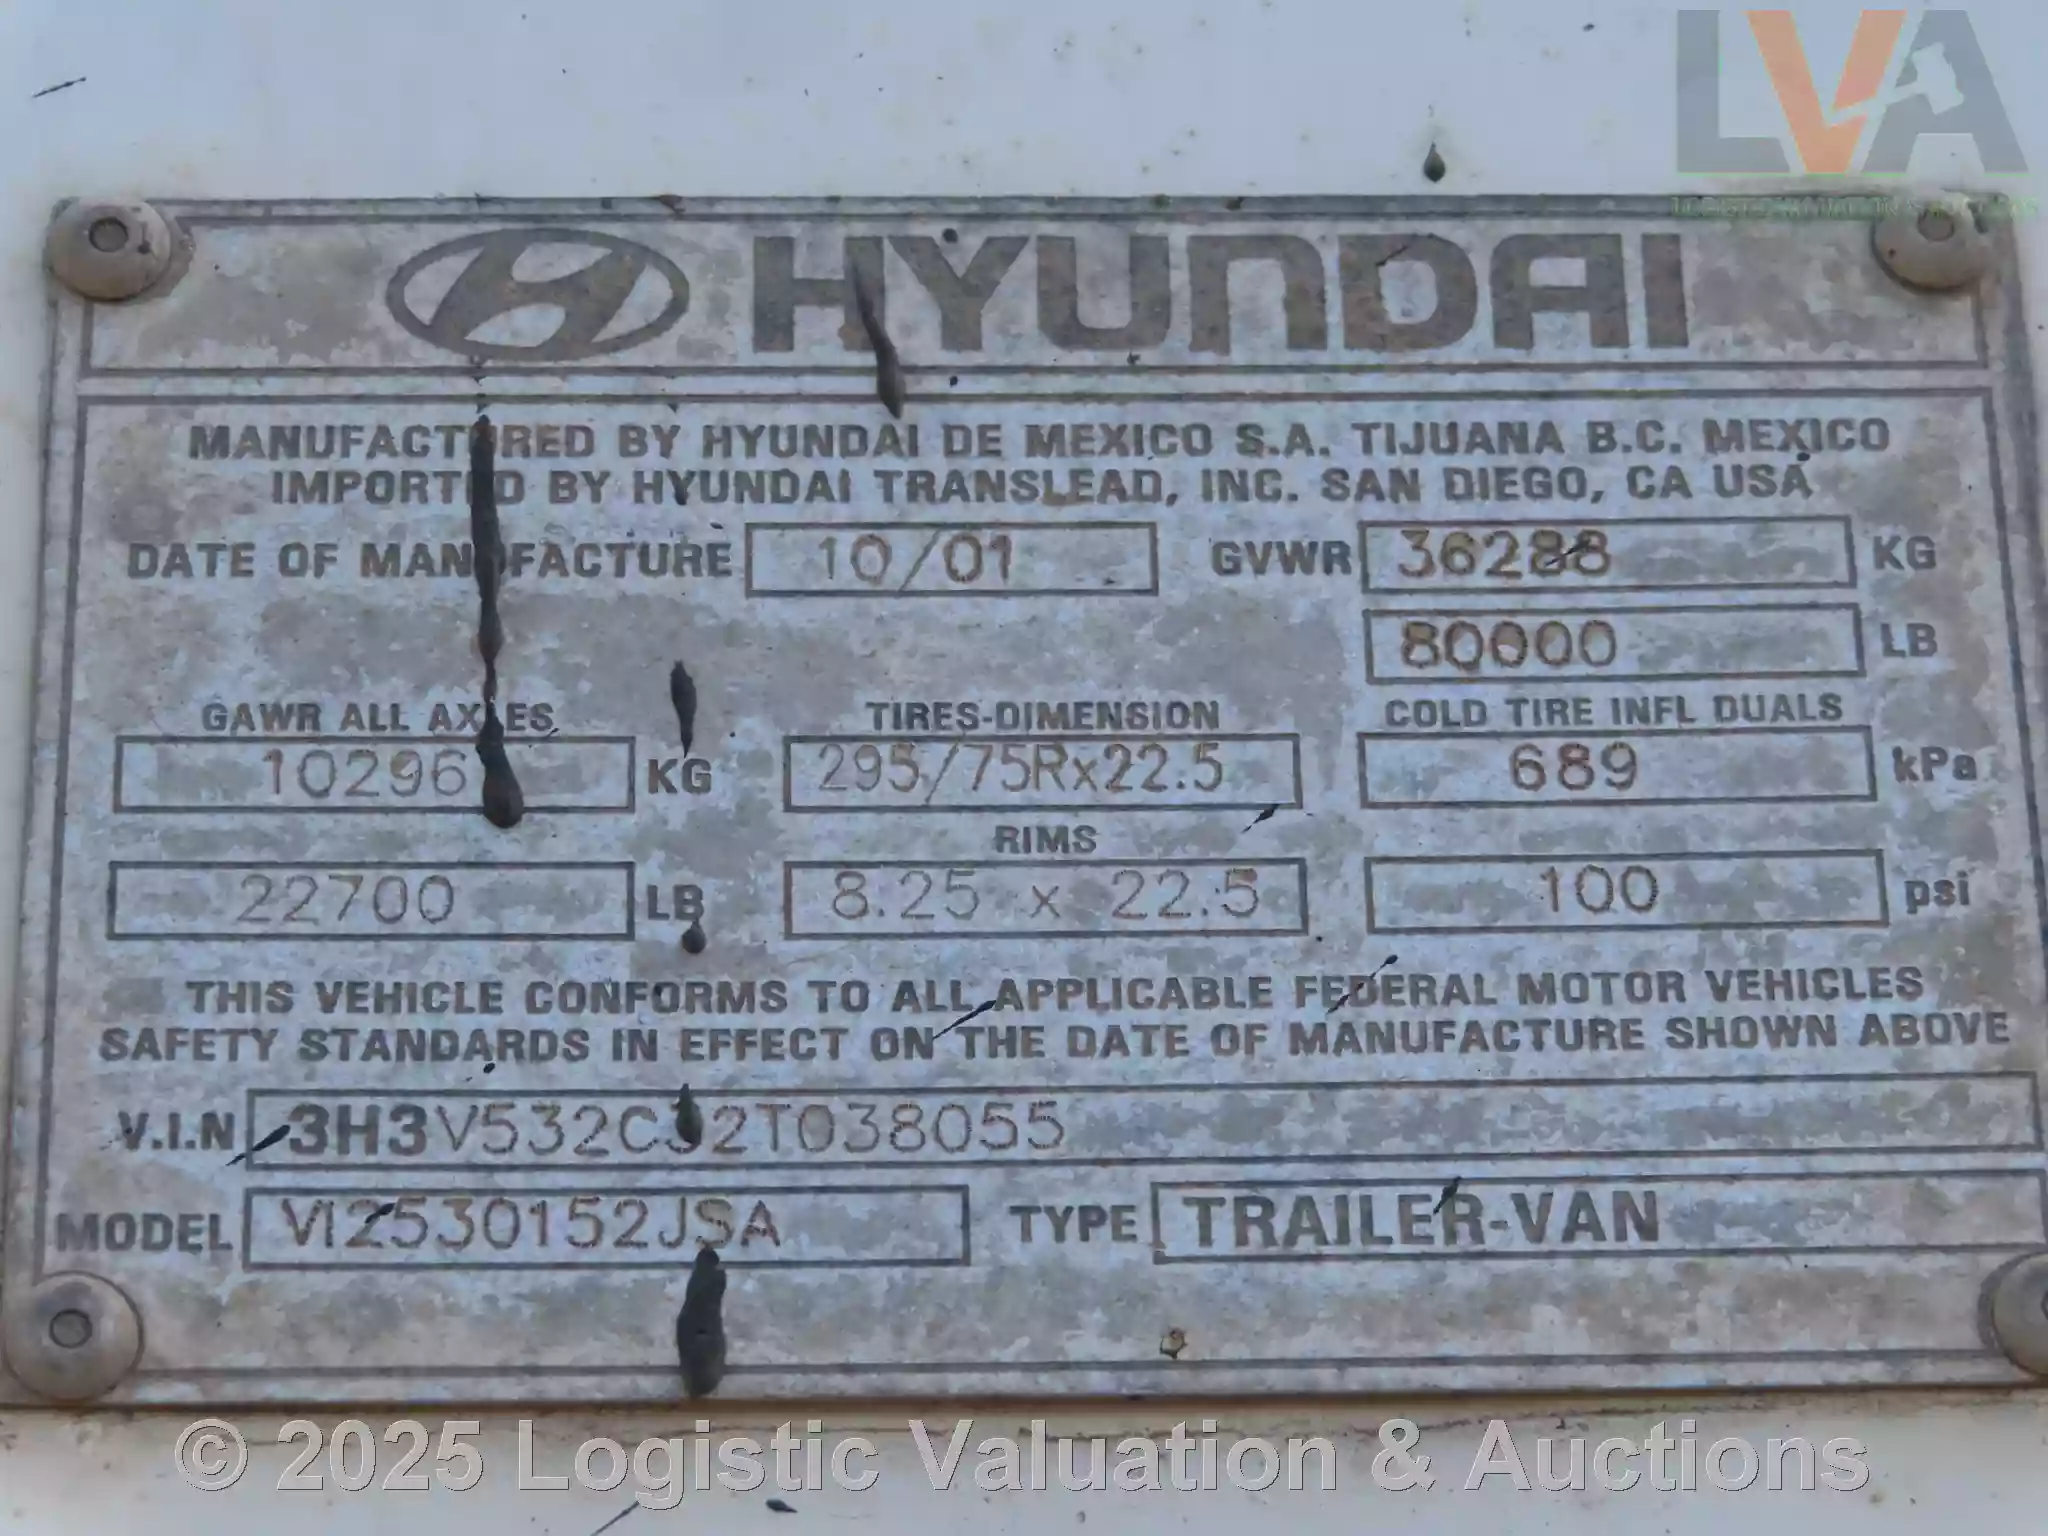 LVA
HYUNDAI
MANUFACTURED BY HYUNDAI DE MEXICO S.A. TIJUANA B.C. MEXICO
IMPORTED BY HYUNDAI TRANSLEAD, INC. SAN DIEGO, CA USA
DATE OF MANUFACTURE 10/01 GVWR 36288 KG
80000 LB
GAWR ALL AXLES TIRES-DIMENSION COLD TIRE INFL DUALS
10296 KG 295/75Rx22.5 689 kPa
RIMS
22700 LB 8.25 x 22.5 100 psi
THIS VEHICLE CONFORMS TO ALL APPLICABLE FEDERAL MOTOR VEHICLES
SAFETY STANDARDS IN EFFECT ON THE DATE OF MANUFACTURE SHOWN ABOVE
V.I.N
MODEL VI2530152JSA TYPE TRAILER-VAN
© 2025 Logistic Valuation & Auctions